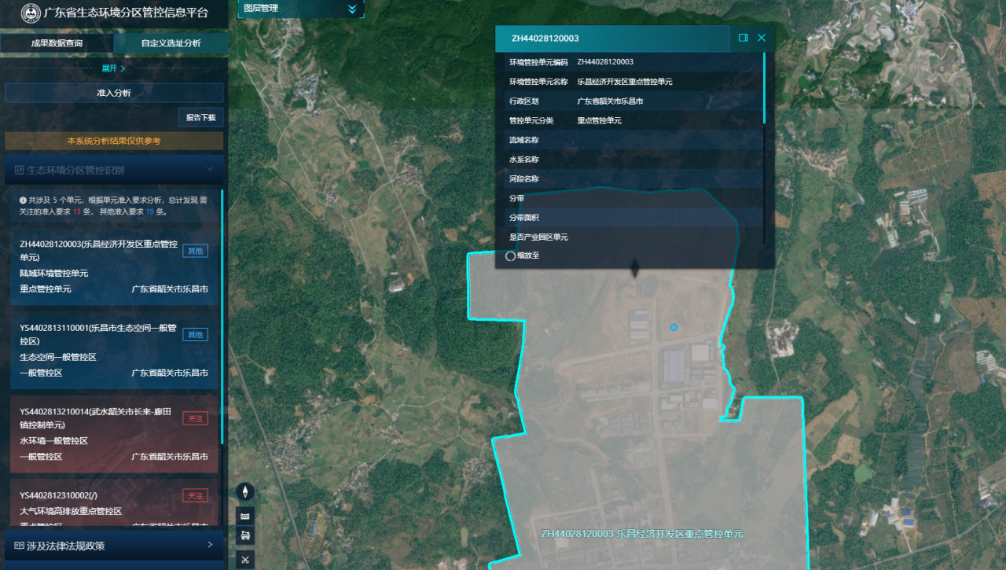 广东省生态环境分区管控信息平台
图层管理
成果数据查询
自定义选址分析
展开
准入分析
报告下载
本系统分析结果仅供参考
生态环境分区管控识别
共涉及 5 个单元，根据单元准入要求分析，总计发现 需
关注的准入要求 13 条， 其他准入要求 19 条。
ZH44028120003(乐昌经济开发区重点管控
单元)
其他
陆域环境管控单元
重点管控单元
广东省韶关市乐昌市
YS4402813110001(乐昌市生态空间一般管
控区)
其他
生态空间一般管控区
一般管控区
广东省韶关市乐昌市
YS4402813210014(武水韶关市长来-廊田
镇控制单元)
关注
水环境一般管控区
一般管控区
广东省韶关市乐昌市
YS4402812310002(/)
关注
大气环境高排放重点管控区
重点管控区
广东省韶关市乐昌市
涉及法律法规政策
ZH44028120003
环境管控单元编码 ZH44028120003
环境管控单元名称 乐昌经济开发区重点管控单元
行政区划 广东省韶关市乐昌市
管控单元分类 重点管控单元
流域名称
水系名称
河段名称
分带
分带面积
是否产业园区单元
缩放至
ZH44028120003 乐昌经济开发区重点管控单元